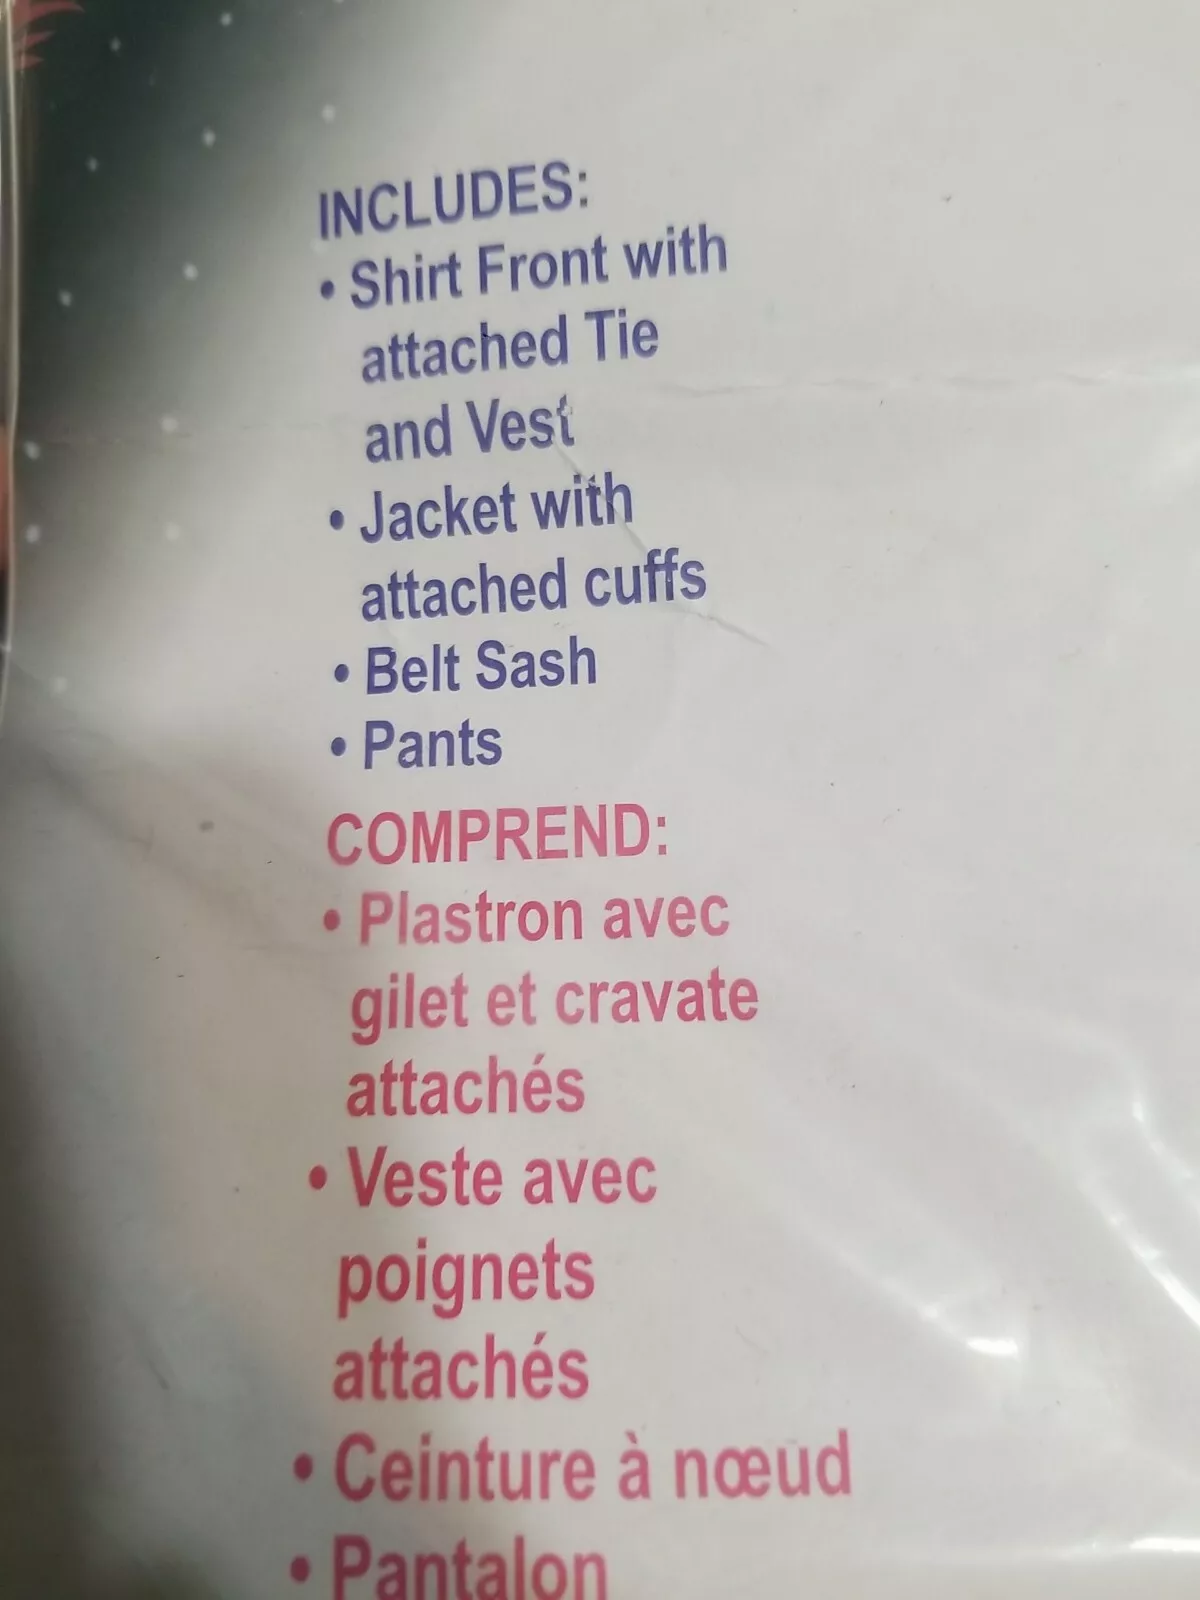 INCLUDES:
• Shirt Front with
attached Tie
and Vest
• Jacket with
attached cuffs
• Belt Sash
• Pants
COMPREND:
• Plastron avec
gilet et cravate
attachés
• Veste avec
poignets
attachés
• Ceinture à nœud
• Pantalon